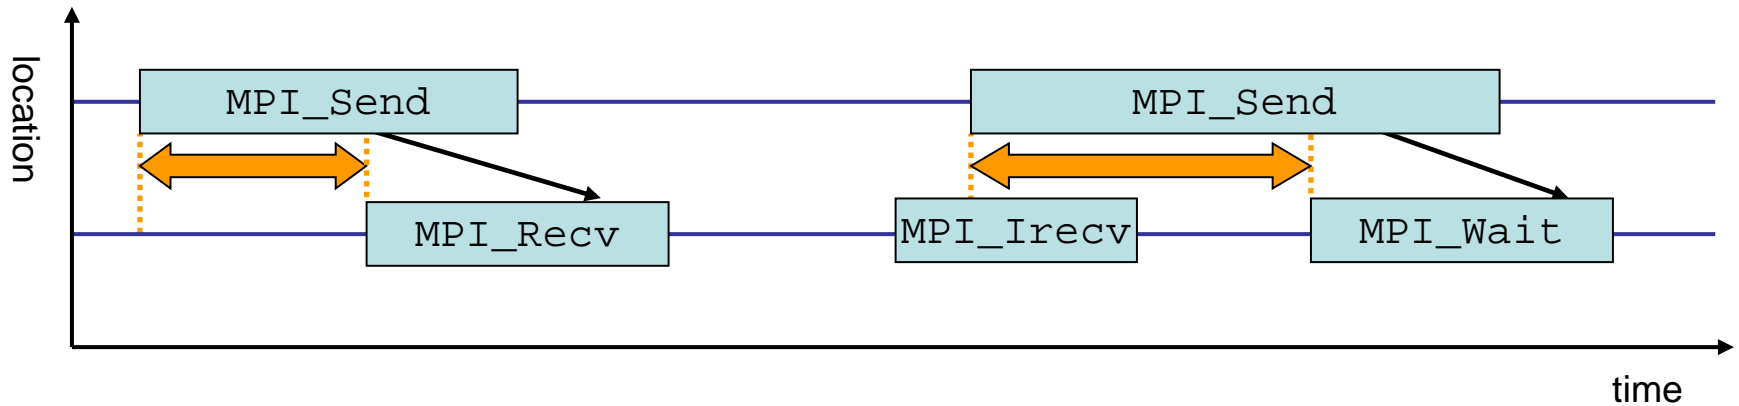 location
MPI_Send
MPI_Send
MPI_Recv
MPI_Irecv
MPI_Wait
time